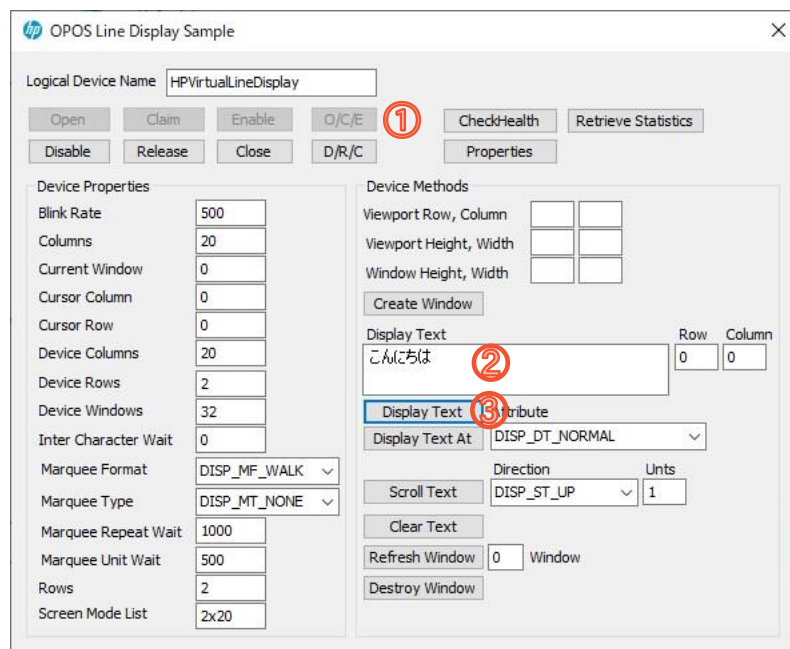 OPOS Line Display Sample
Logical Device Name HPVirtualLineDisplay
Open Claim Enable O/C/E ① CheckHealth Retrieve Statistics
Disable Release Close D/R/C Properties
Device Properties
Blink Rate 500
Columns 20
Current Window 0
Cursor Column 0
Cursor Row 0
Device Columns 20
Device Rows 2
Device Windows 32
Inter Character Wait 0
Marquee Format DISP_MF_WALK
Marquee Type DISP_MT_NONE
Marquee Repeat Wait 1000
Marquee Unit Wait 500
Rows 2
Screen Mode List 2x20
Device Methods
Viewport Row, Column
Viewport Height, Width
Window Height, Width
Create Window
Display Text Row Column
こんにちは ② 0 0
Display Text ③ Attribute
Display Text At DISP_DT_NORMAL
Direction Unts
Scroll Text DISP_ST_UP 1
Clear Text
Refresh Window 0 Window
Destroy Window